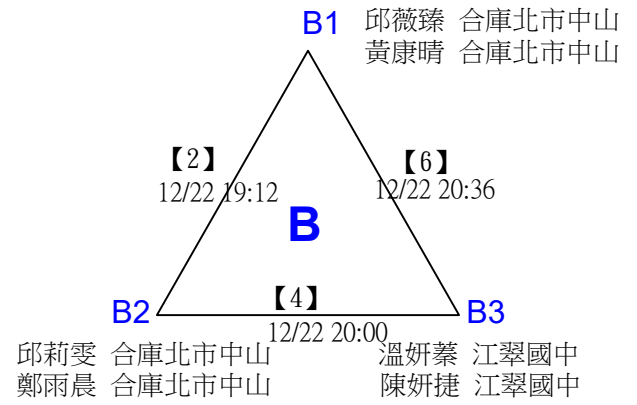 B1
邱薇臻 合庫北市中山
黃康晴 合庫北市中山
【2】
12/22 19:12
【6】
12/22 20:36
B
【4】
12/22 20:00
B2
B3
邱莉雯 合庫北市中山
鄭雨晨 合庫北市中山
溫妍蓁 江翠國中
陳妍捷 江翠國中